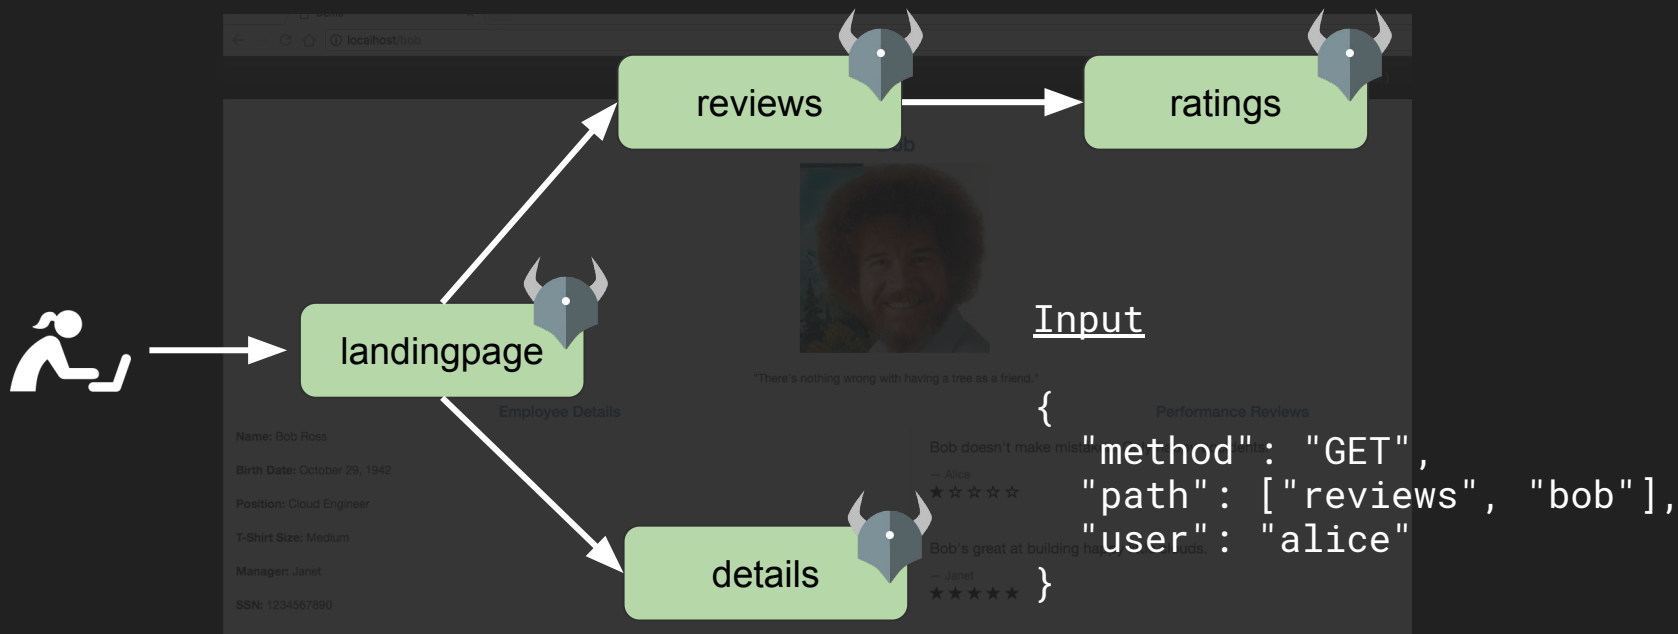 localhost/bob
reviews
ratings
landingpage
"There's nothing wrong with having a tree as a friend."
Input
{
"method": "GET",
"path": ["reviews", "bob"],
"user": "alice"
}
Employee Details
Performance Reviews
Name: Bob Ross
Birth Date: October 29, 1942
Position: Cloud Engineer
T-Shirt Size: Medium
Manager: Janet
SSN: 1234567890
Bob doesn't make
— Alice
Bob's great at building
— Janet
details